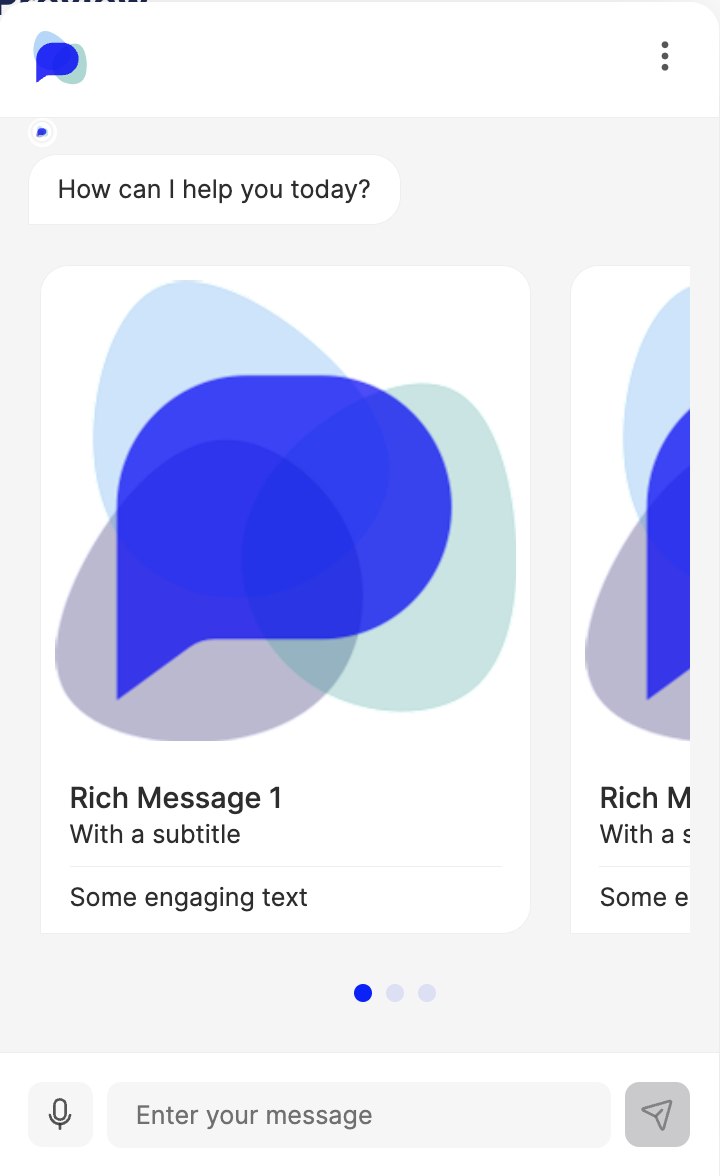 How can I help you today?
Rich Message 1
With a subtitle
Some engaging text
Rich M
With a s
Some e
Enter your message